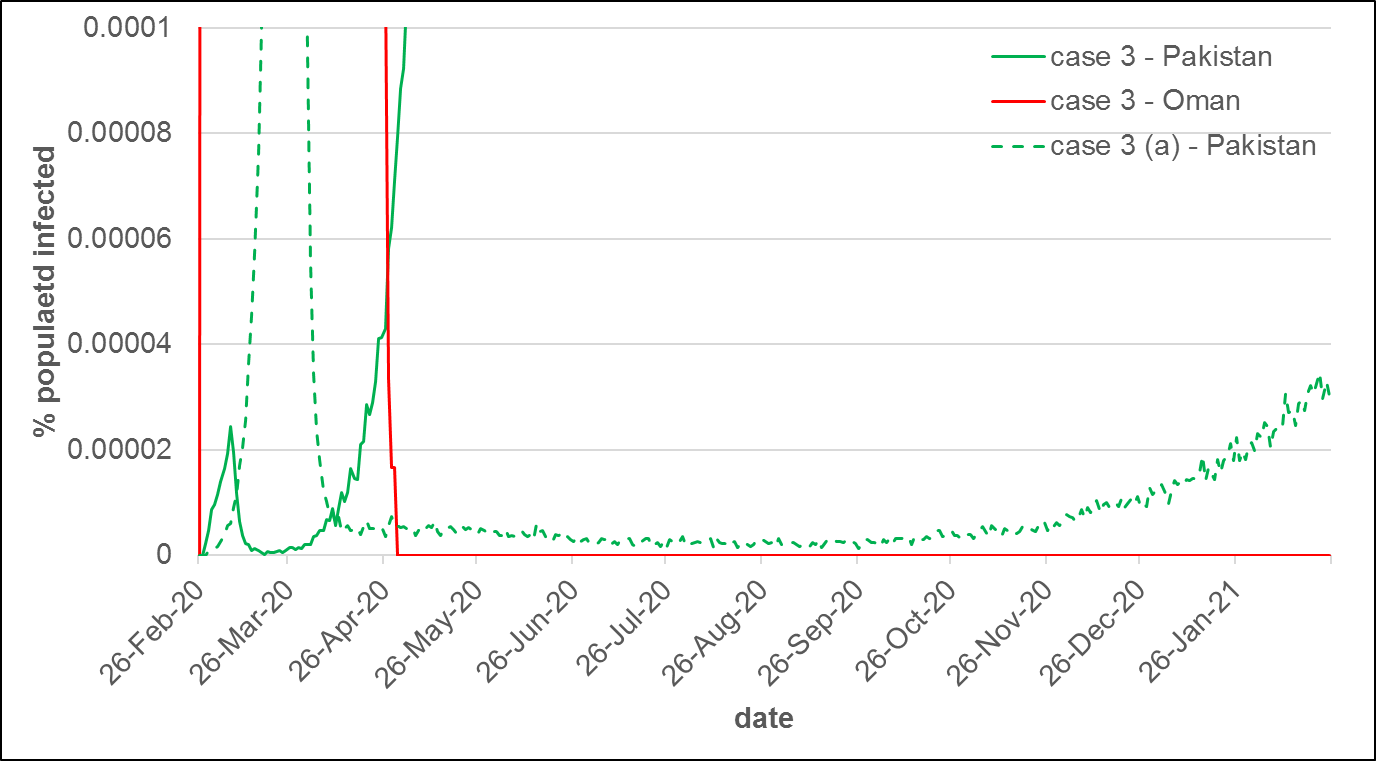 0.0001
0.00008
0.00006
0.00004
0.00002
0
% populaetd infected
case 3 - Pakistan
case 3 - Oman
case 3 (a) - Pakistan
26-Feb-20
26-Mar-20
26-Apr-20
26-May-20
26-Jun-20
26-Jul-20
26-Aug-20
26-Sep-20
26-Oct-20
26-Nov-20
26-Dec-20
26-Jan-21
date